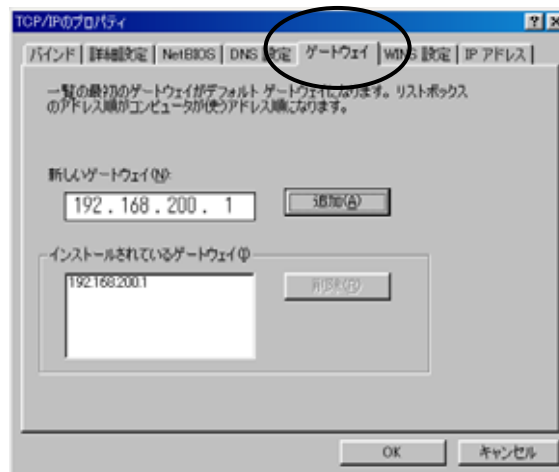 TCP/IPのプロパティ
バインド 詳細設定 NetBIOS DNS 設定 ゲートウェイ WINS 設定 IP アドレス
一覧の最初のゲートウェイがデフォルト ゲートウェイになります。リストボックス
のアドレス順がコンピュータが使うアドレス順になります。
新しいゲートウェイ(N):
192 . 168 . 200 . 1 追加(A)
インストールされているゲートウェイ(I)
192.168.200.1 削除(R)
OK キャンセル